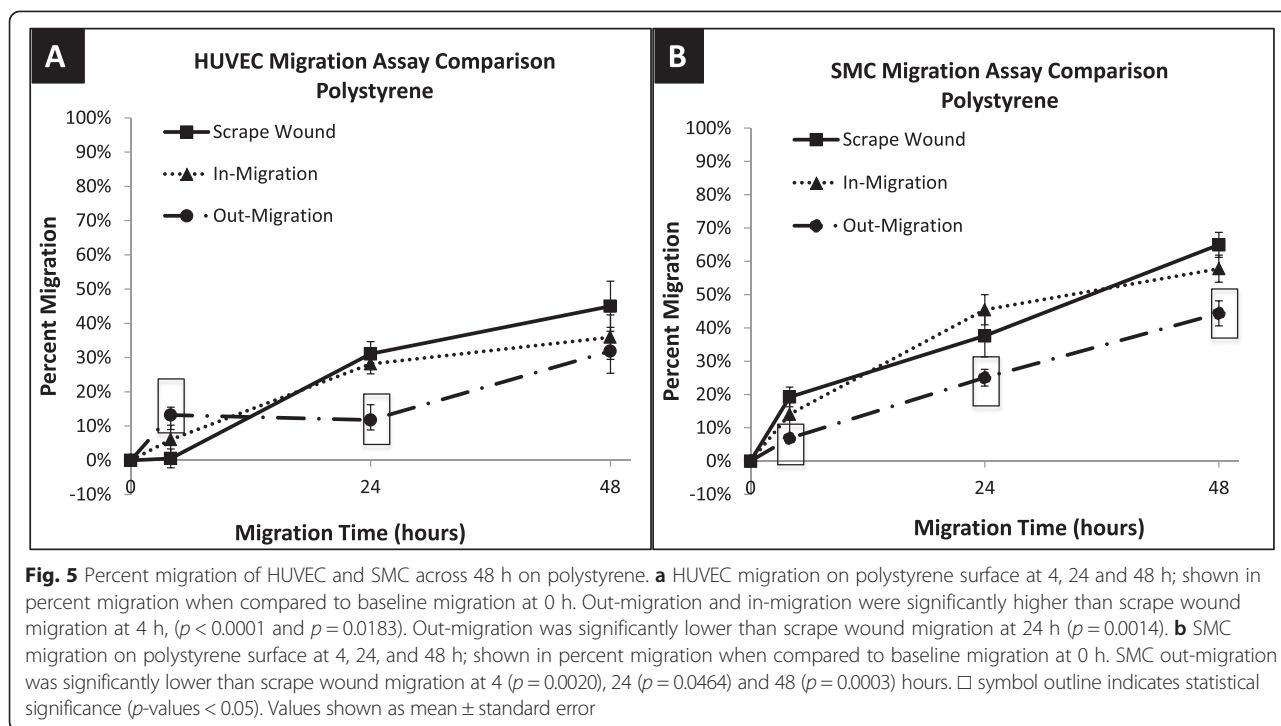 A
HUVEC Migration Assay Comparison
Polystyrene
100%
90%
80%
70%
60%
50%
40%
30%
20%
10%
0%
-10%
Percent Migration
Scrape Wound
In-Migration
Out-Migration
0
24
48
Migration Time (hours)
B
SMC Migration Assay Comparison
Polystyrene
100%
90%
80%
70%
60%
50%
40%
30%
20%
10%
0%
-10%
Percent Migration
Scrape Wound
In-Migration
Out-Migration
0
24
48
Migration Time (hours)
Fig. 5 Percent migration of HUVEC and SMC across 48 h on polystyrene. a HUVEC migration on polystyrene surface at 4, 24 and 48 h; shown in
percent migration when compared to baseline migration at 0 h. Out-migration and in-migration were significantly higher than scrape wound
migration at 4 h, (p < 0.0001 and p = 0.0183). Out-migration was significantly lower than scrape wound migration at 24 h (p = 0.0014). b SMC
migration on polystyrene surface at 4, 24, and 48 h; shown in percent migration when compared to baseline migration at 0 h. SMC out-migration
was significantly lower than scrape wound migration at 4 (p = 0.0020), 24 (p = 0.0464) and 48 (p = 0.0003) hours. □ symbol outline indicates statistical
significance (p-values < 0.05). Values shown as mean ± standard error